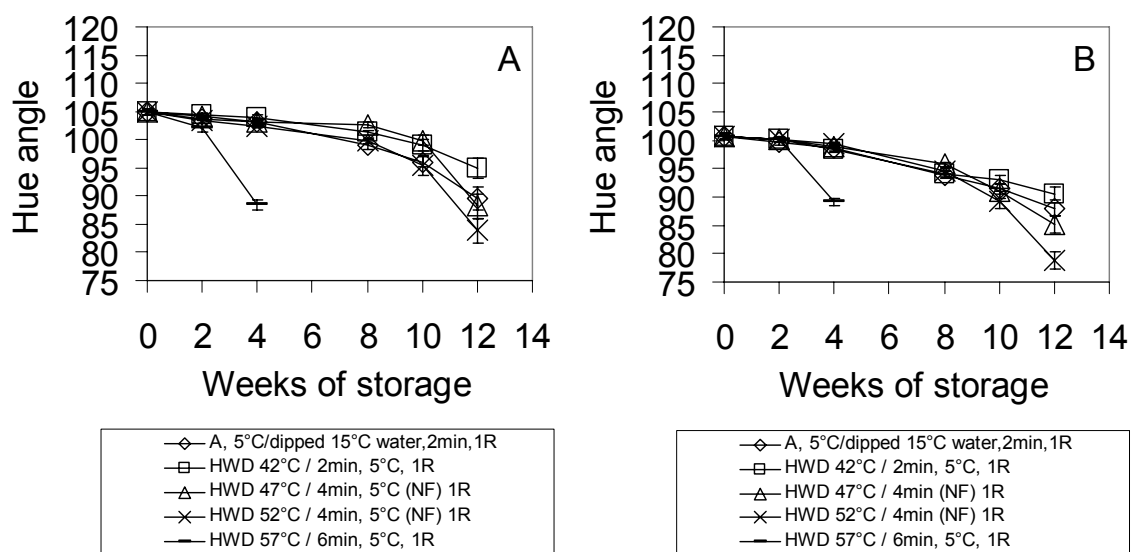 A
Hue angle
120
115
110
105
100
95
90
85
80
75
0 2 4 6 8 10 12 14
Weeks of storage
A, 5°C/dipped 15°C water,2min,1R
HWD 42°C / 2min, 5°C, 1R
HWD 47°C / 4min, 5°C (NF) 1R
HWD 52°C / 4min, 5°C (NF) 1R
HWD 57°C / 6min, 5°C, 1R
B
Hue angle
120
115
110
105
100
95
90
85
80
75
0 2 4 6 8 10 12 14
Weeks of storage
A, 5°C/dipped 15°C water,2min,1R
HWD 42°C / 2min, 5°C, 1R
HWD 47°C / 4min (NF) 1R
HWD 52°C / 4min (NF) 1R
HWD 57°C / 6min, 5°C, 1R